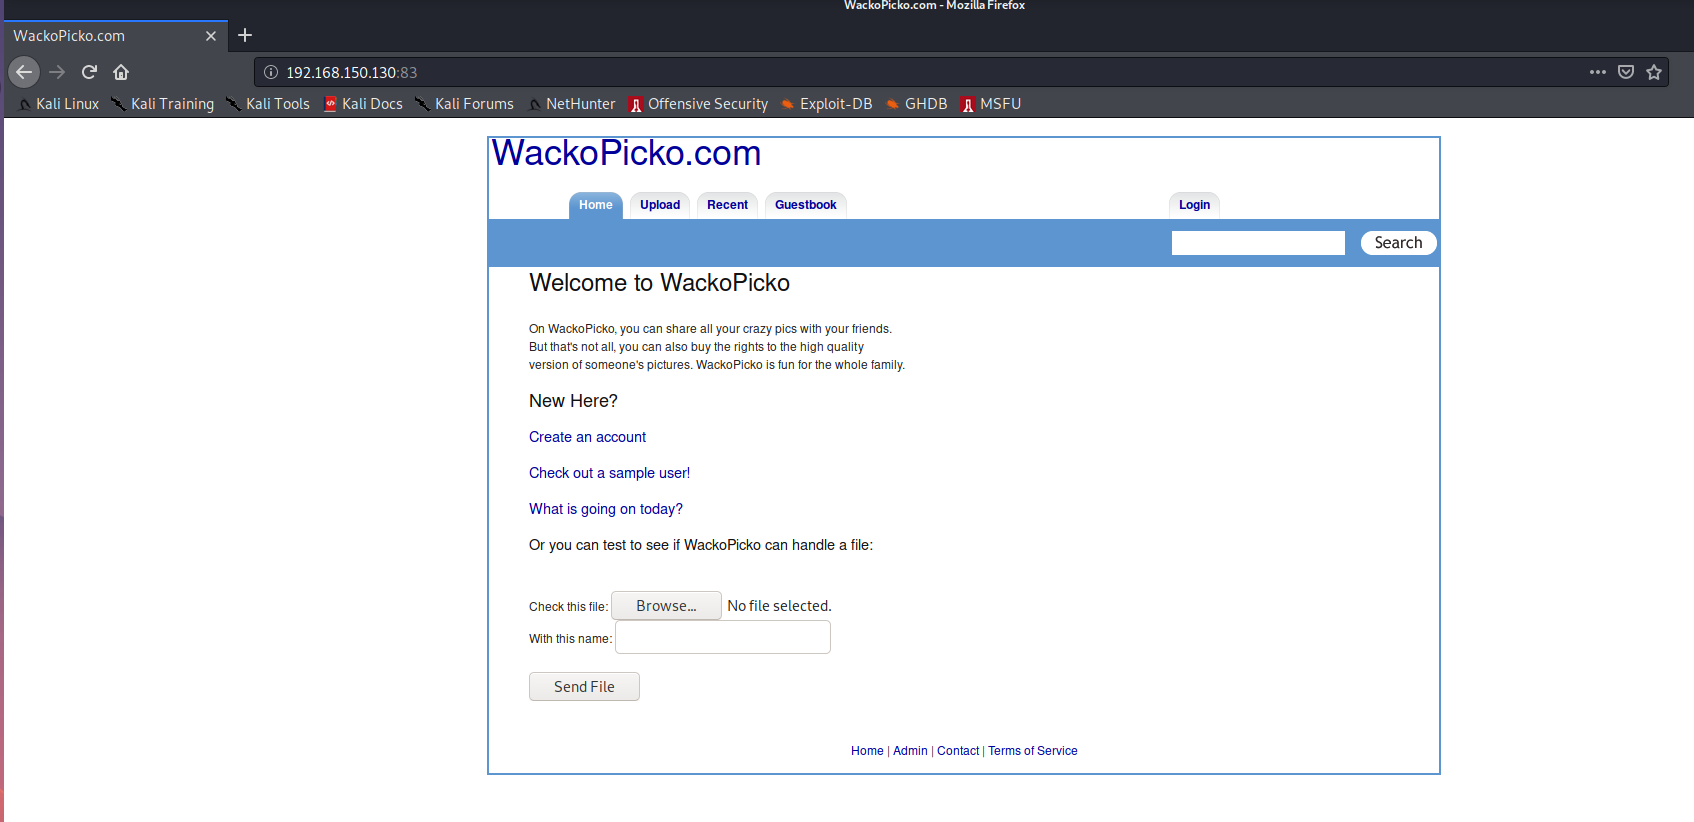 WackoPicko.com - Mozilla Firefox
WackoPicko.com
192.168.150.130:83
Kali Linux Kali Training Kali Tools Kali Docs Kali Forums NetHunter Offensive Security Exploit-DB GHDB MSFU
WackoPicko.com
Home Upload Recent Guestbook Login
Search
Welcome to WackoPicko
On WackoPicko, you can share all your crazy pics with your friends.
But that's not all, you can also buy the rights to the high quality
version of someone's pictures. WackoPicko is fun for the whole family.
New Here?
Create an account
Check out a sample user!
What is going on today?
Or you can test to see if WackoPicko can handle a file:
Check this file: Browse... No file selected.
With this name:
Send File
Home | Admin | Contact | Terms of Service